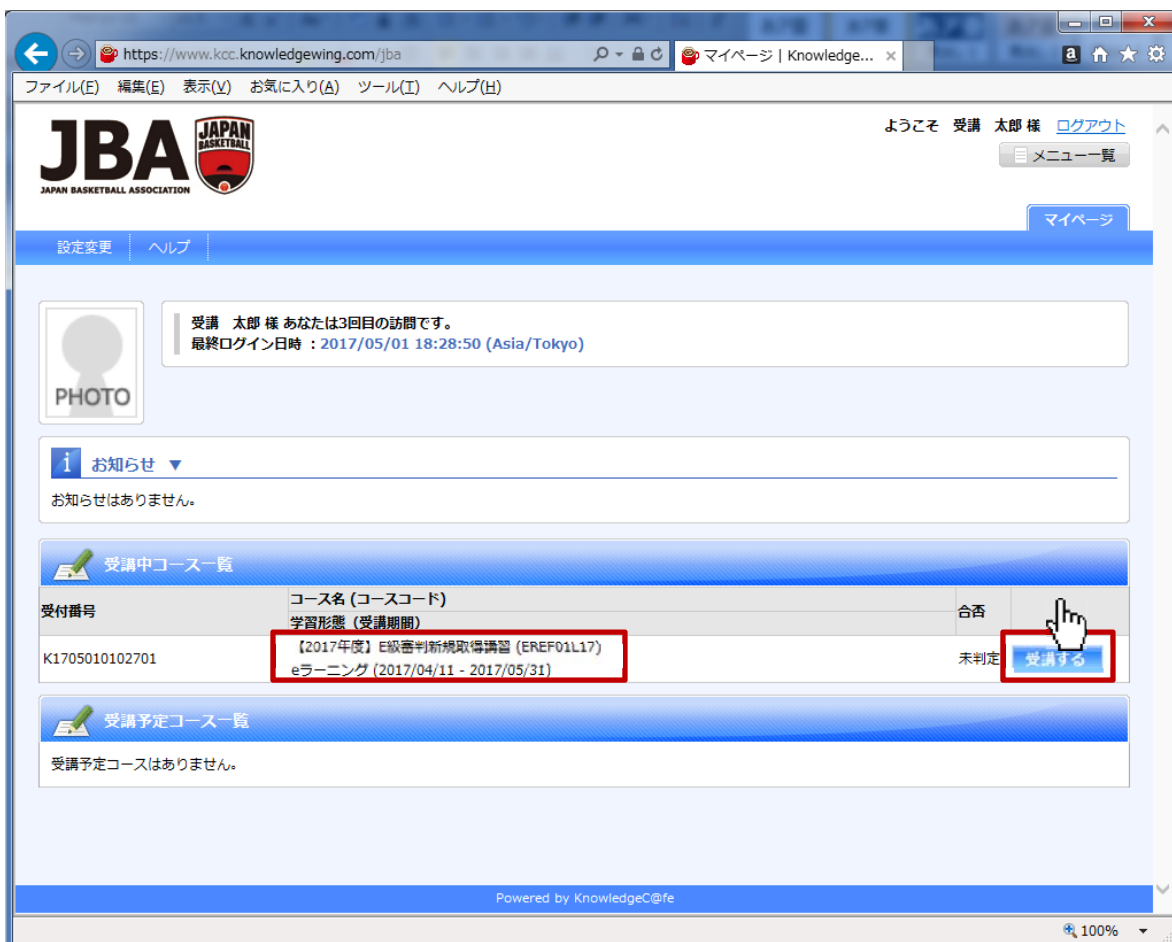 https://www.kcc.knowledgewing.com/jba
マイページ | Knowledge...
ファイル(F) 編集(E) 表示(V) お気に入り(A) ツール(T) ヘルプ(H)
JBA
JAPAN BASKETBALL ASSOCIATION
JAPAN
BASKETBALL
ようこそ 受講 太郎 様 ログアウト
メニュー一覧
マイページ
設定変更 ヘルプ
PHOTO
受講 太郎 様 あなたは3回目の訪問です。
最終ログイン日時 : 2017/05/01 18:28:50 (Asia/Tokyo)
i お知らせ ▼
お知らせはありません。
受講中コース一覧
受付番号
コース名 (コースコード)
学習形態 (受講期間)
合否
K1705010102701
【2017年度】E級審判新規取得講習 (EREF01L17)
eラーニング (2017/04/11 - 2017/05/31)
未判定
受講する
受講予定コース一覧
受講予定コースはありません。
Powered by KnowledgeC@fe
100%